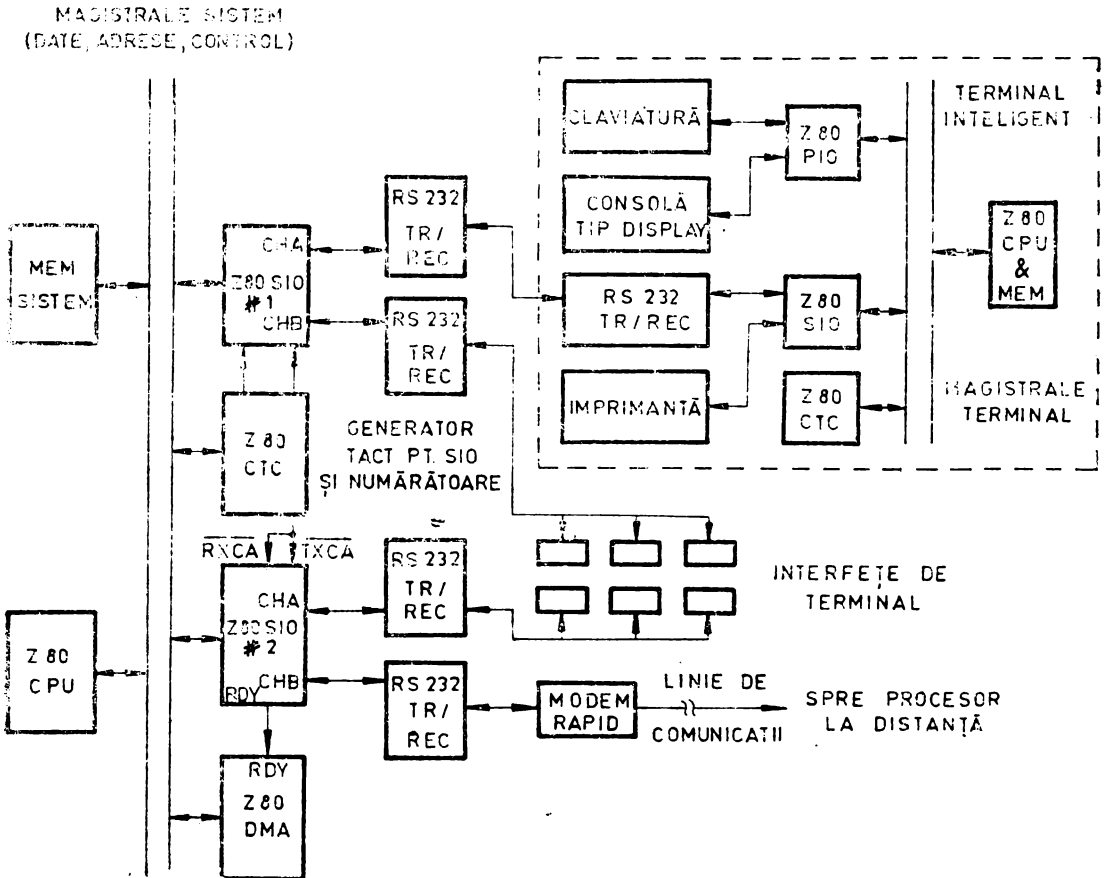 MAGISTRALE SISTEM
(DATE, ADRESE, CONTROL)
MEM
SISTEM
CHA
Z80 SIO
#1
CHB
RS 232
TR/
REC
RS 232
TR/
REC
Z 80
CTC
GENERATOR
TACT PT. SIO
ȘI NUMĂRĂTOARE
CLAVIATURĂ
Z 80
PIO
TERMINAL
INTELIGENT
CONSOLĂ
TIP DISPLAY
Z 80
CPU
&
MEM
RS 232
TR/REC
Z 80
SIO
IMPRIMANTĂ
Z 80
CTC
MAGISTRALE
TERMINAL
RXCA TXCA
CHA
Z80 SIO
#2
CHB
RDY
RS 232
TR/
REC
INTERFEȚE DE
TERMINAL
Z 80
CPU
RS 232
TR/
REC
MODEM
RAPID
LINIE DE
COMUNICATII
SPRE PROCESOR
LA DISTANȚĂ
RDY
Z 80
DMA